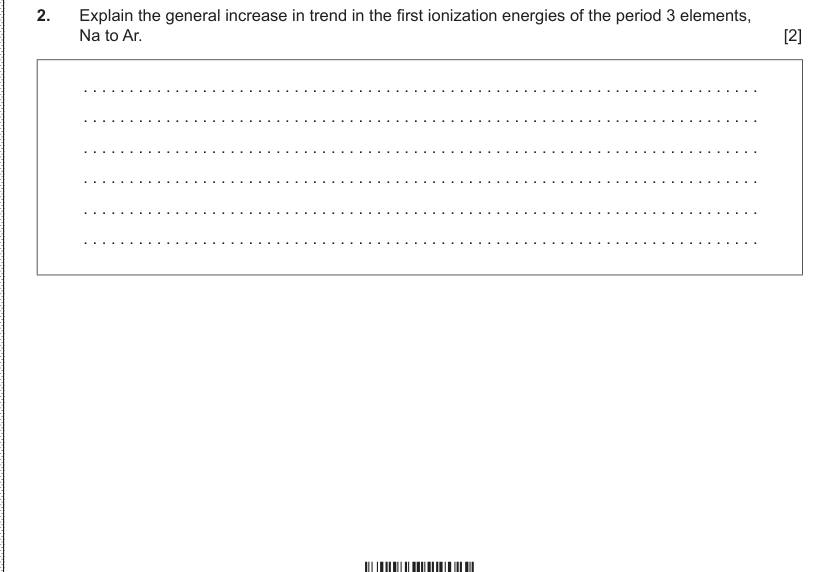 2. Explain the general increase in trend in the first ionization energies of the period 3 elements,
Na to Ar. [2]